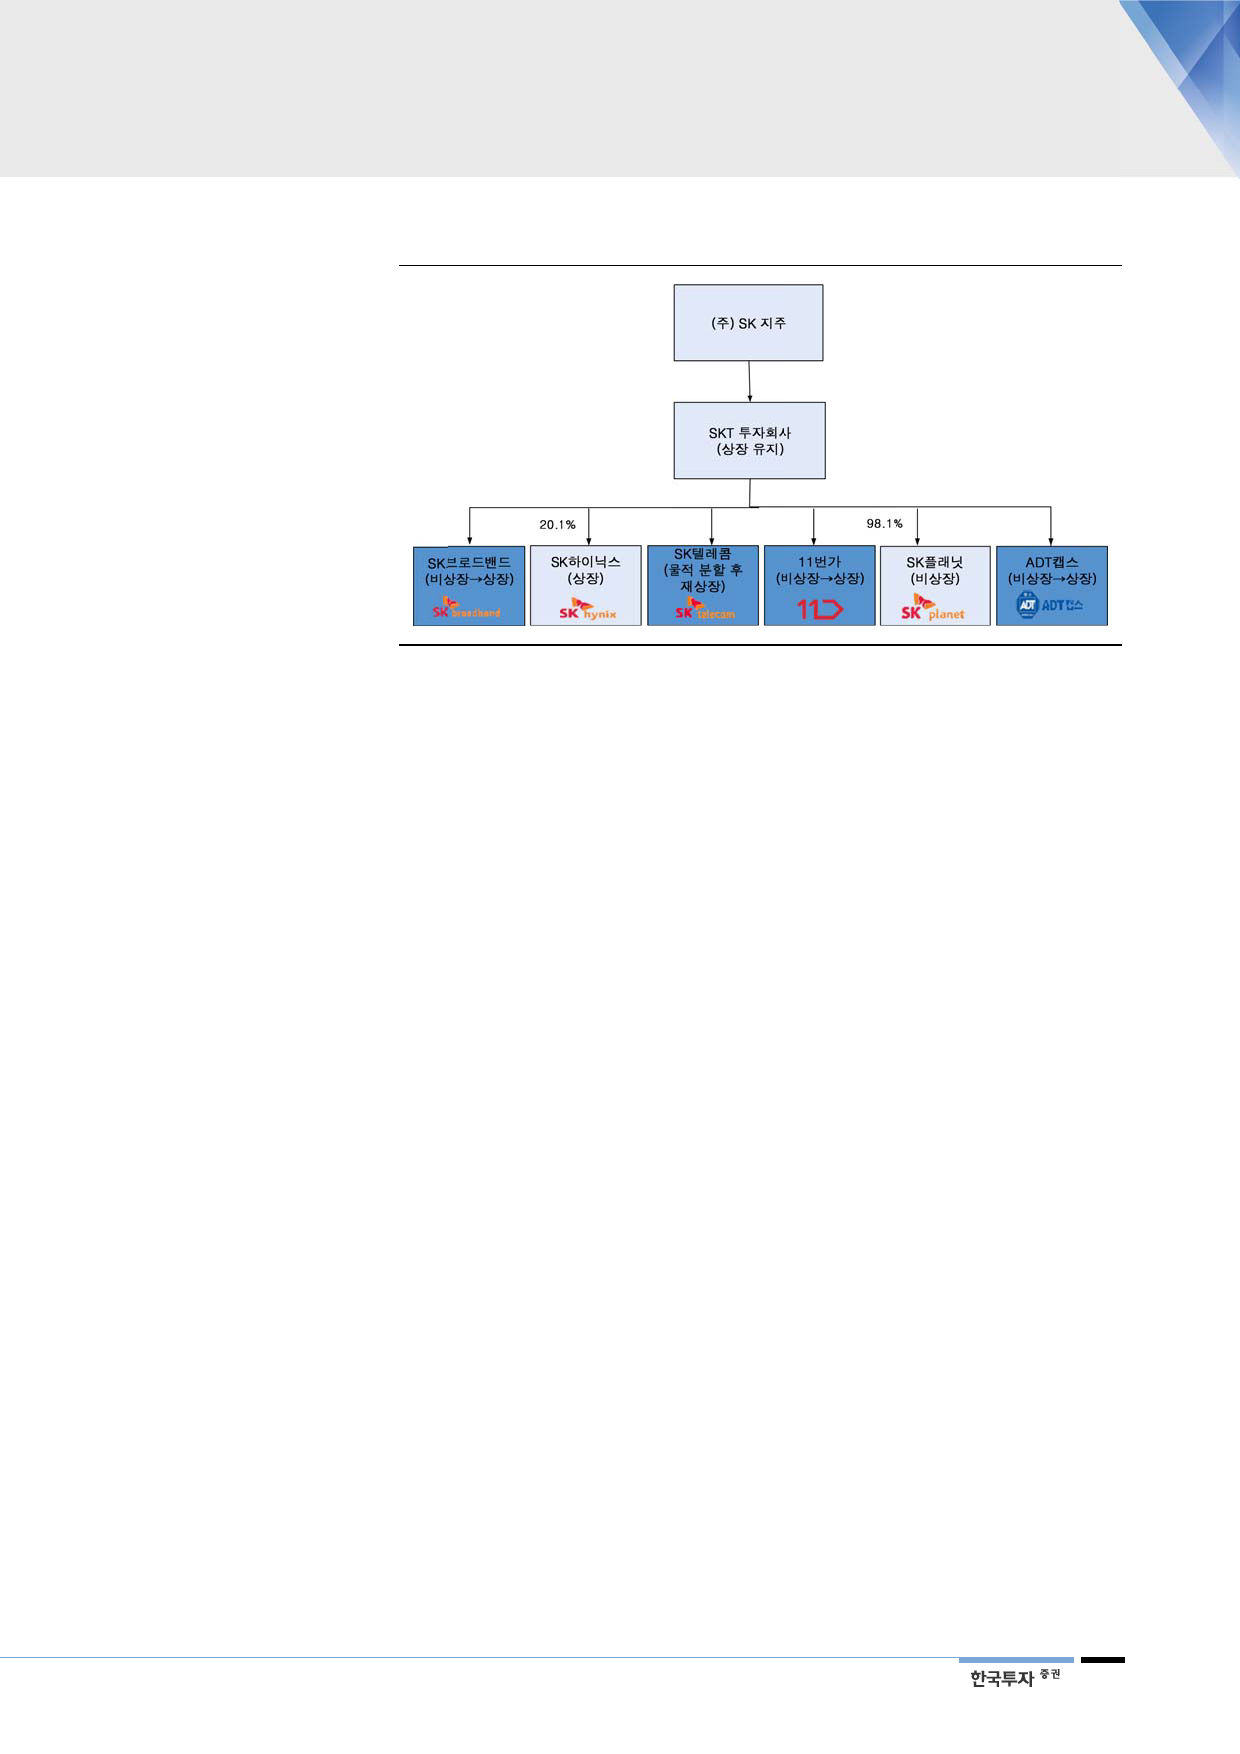 (주) SK 지주
SKT 투자회사
(상장 유지)
20.1%
98.1%
SK브로드밴드
(비상장→상장)
SK broadband
SK하이닉스
(상장)
SK hynix
SK텔레콤
(물적 분할 후
재상장)
SK telecom
11번가
(비상장→상장)
11
SK플래닛
(비상장)
SK planet
ADT캡스
(비상장→상장)
ADT ADT캡스
한국투자 증권